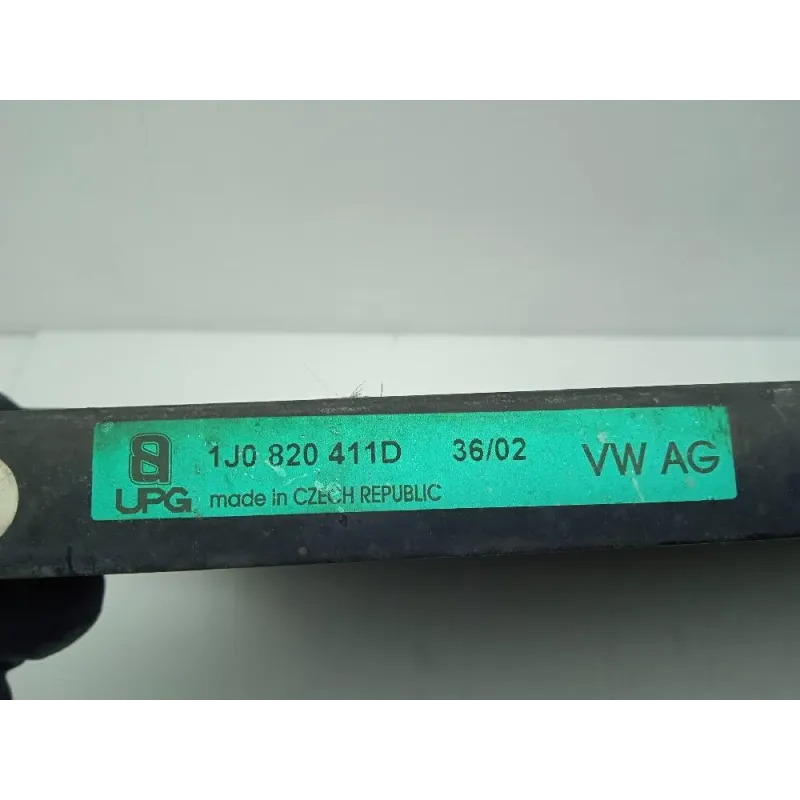 1J0 820 411D 36/02 VW AG
UPG made in CZECH REPUBLIC